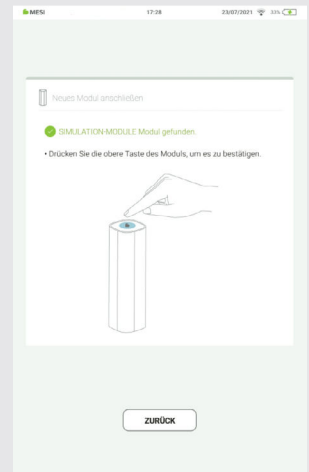 MESI 17:28 23/07/2021 33%
Neues Modul anschließen
SIMULATION-MODULE Modul gefunden.
• Drücken Sie die obere Taste des Moduls, um es zu bestätigen.
ZURÜCK